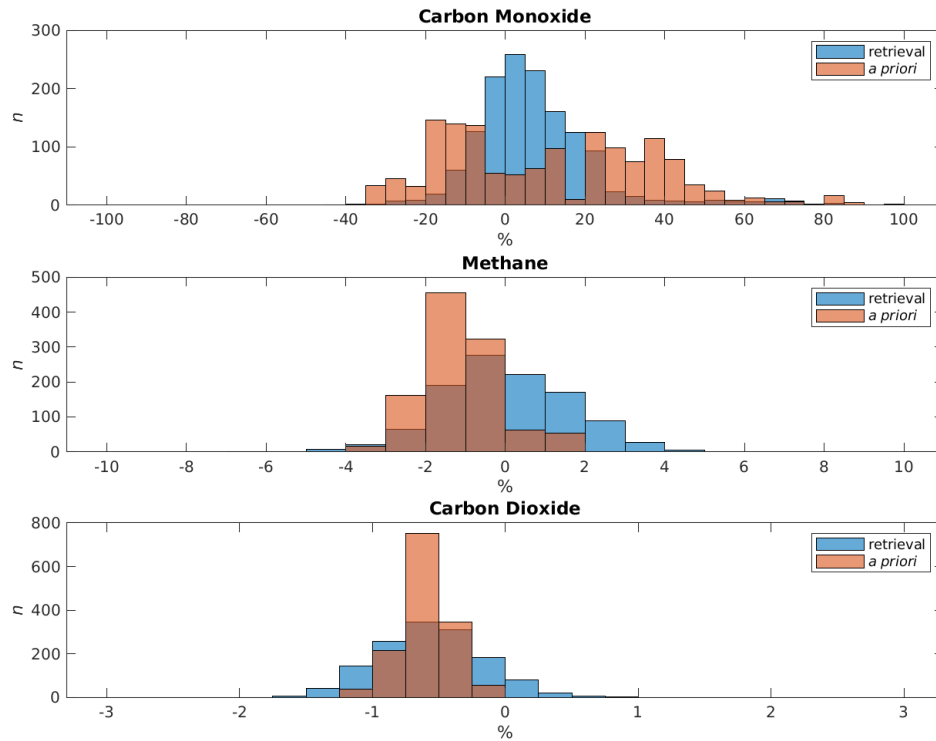 Carbon Monoxide
300
200
100
0
n
retrieval
a priori
-100 -80 -60 -40 -20 0 20 40 60 80 100
%
Methane
500
400
300
200
100
0
n
retrieval
a priori
-10 -8 -6 -4 -2 0 2 4 6 8 10
%
Carbon Dioxide
800
600
400
200
0
n
retrieval
a priori
-3 -2 -1 0 1 2 3
%